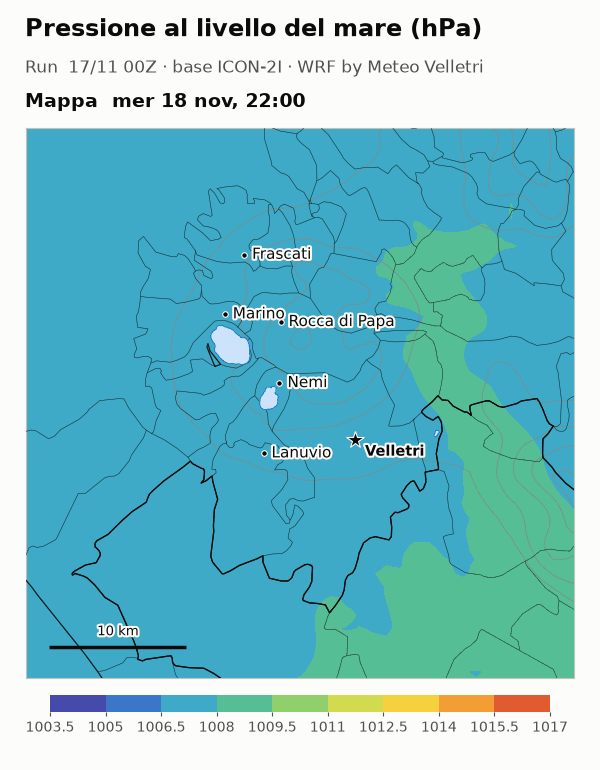 Pressione al livello del mare (hPa)
Run  17/11 00Z · base ICON-2I · WRF by Meteo Velletri
Mappa  mer 18 nov, 22:00
Frascati
Marino
Rocca di Papa
Nemi
Velletri
Lanuvio
10 km
1003.5 1005 1006.5 1008 1009.5 1011 1012.5 1014 1015.5 1017